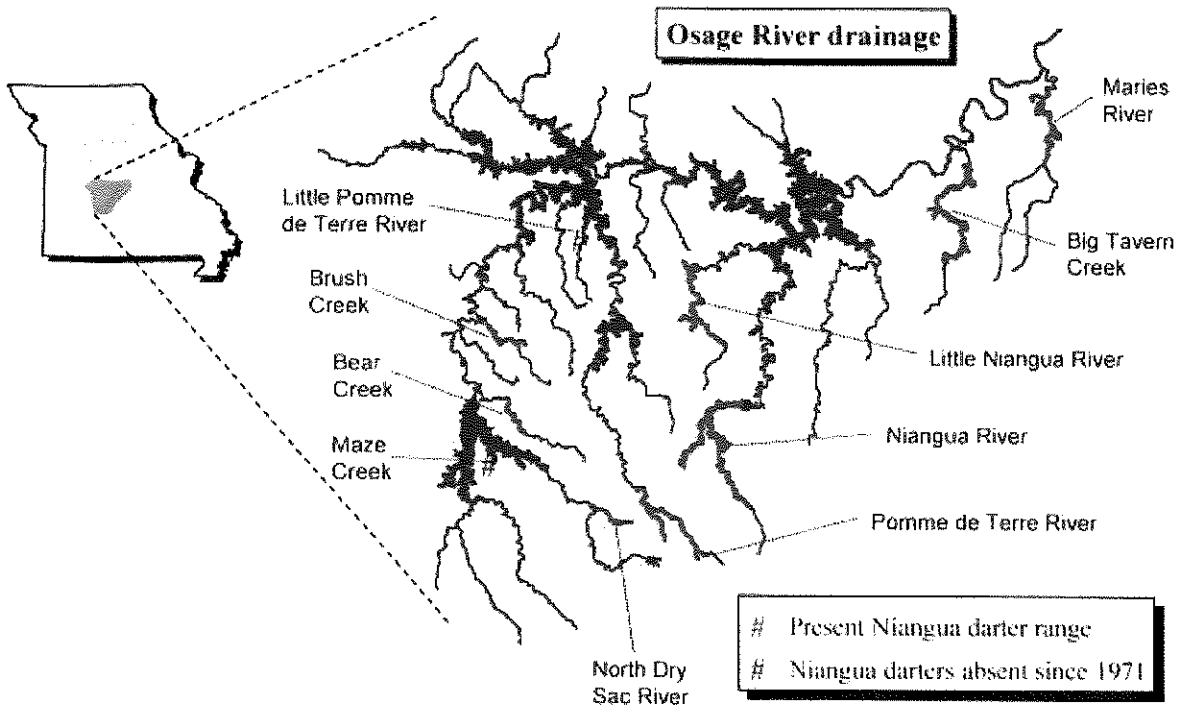 Osage River drainage
Maries
River
Little Pomme
de Terre River
Big Tavern
Creek
Brush
Creek
Little Niangua River
Bear
Creek
Niangua River
Maze
Creek
#
#
Pomme de Terre River
North Dry
Sac River
# Present Niangua darter range
# Niangua darters absent since 1971